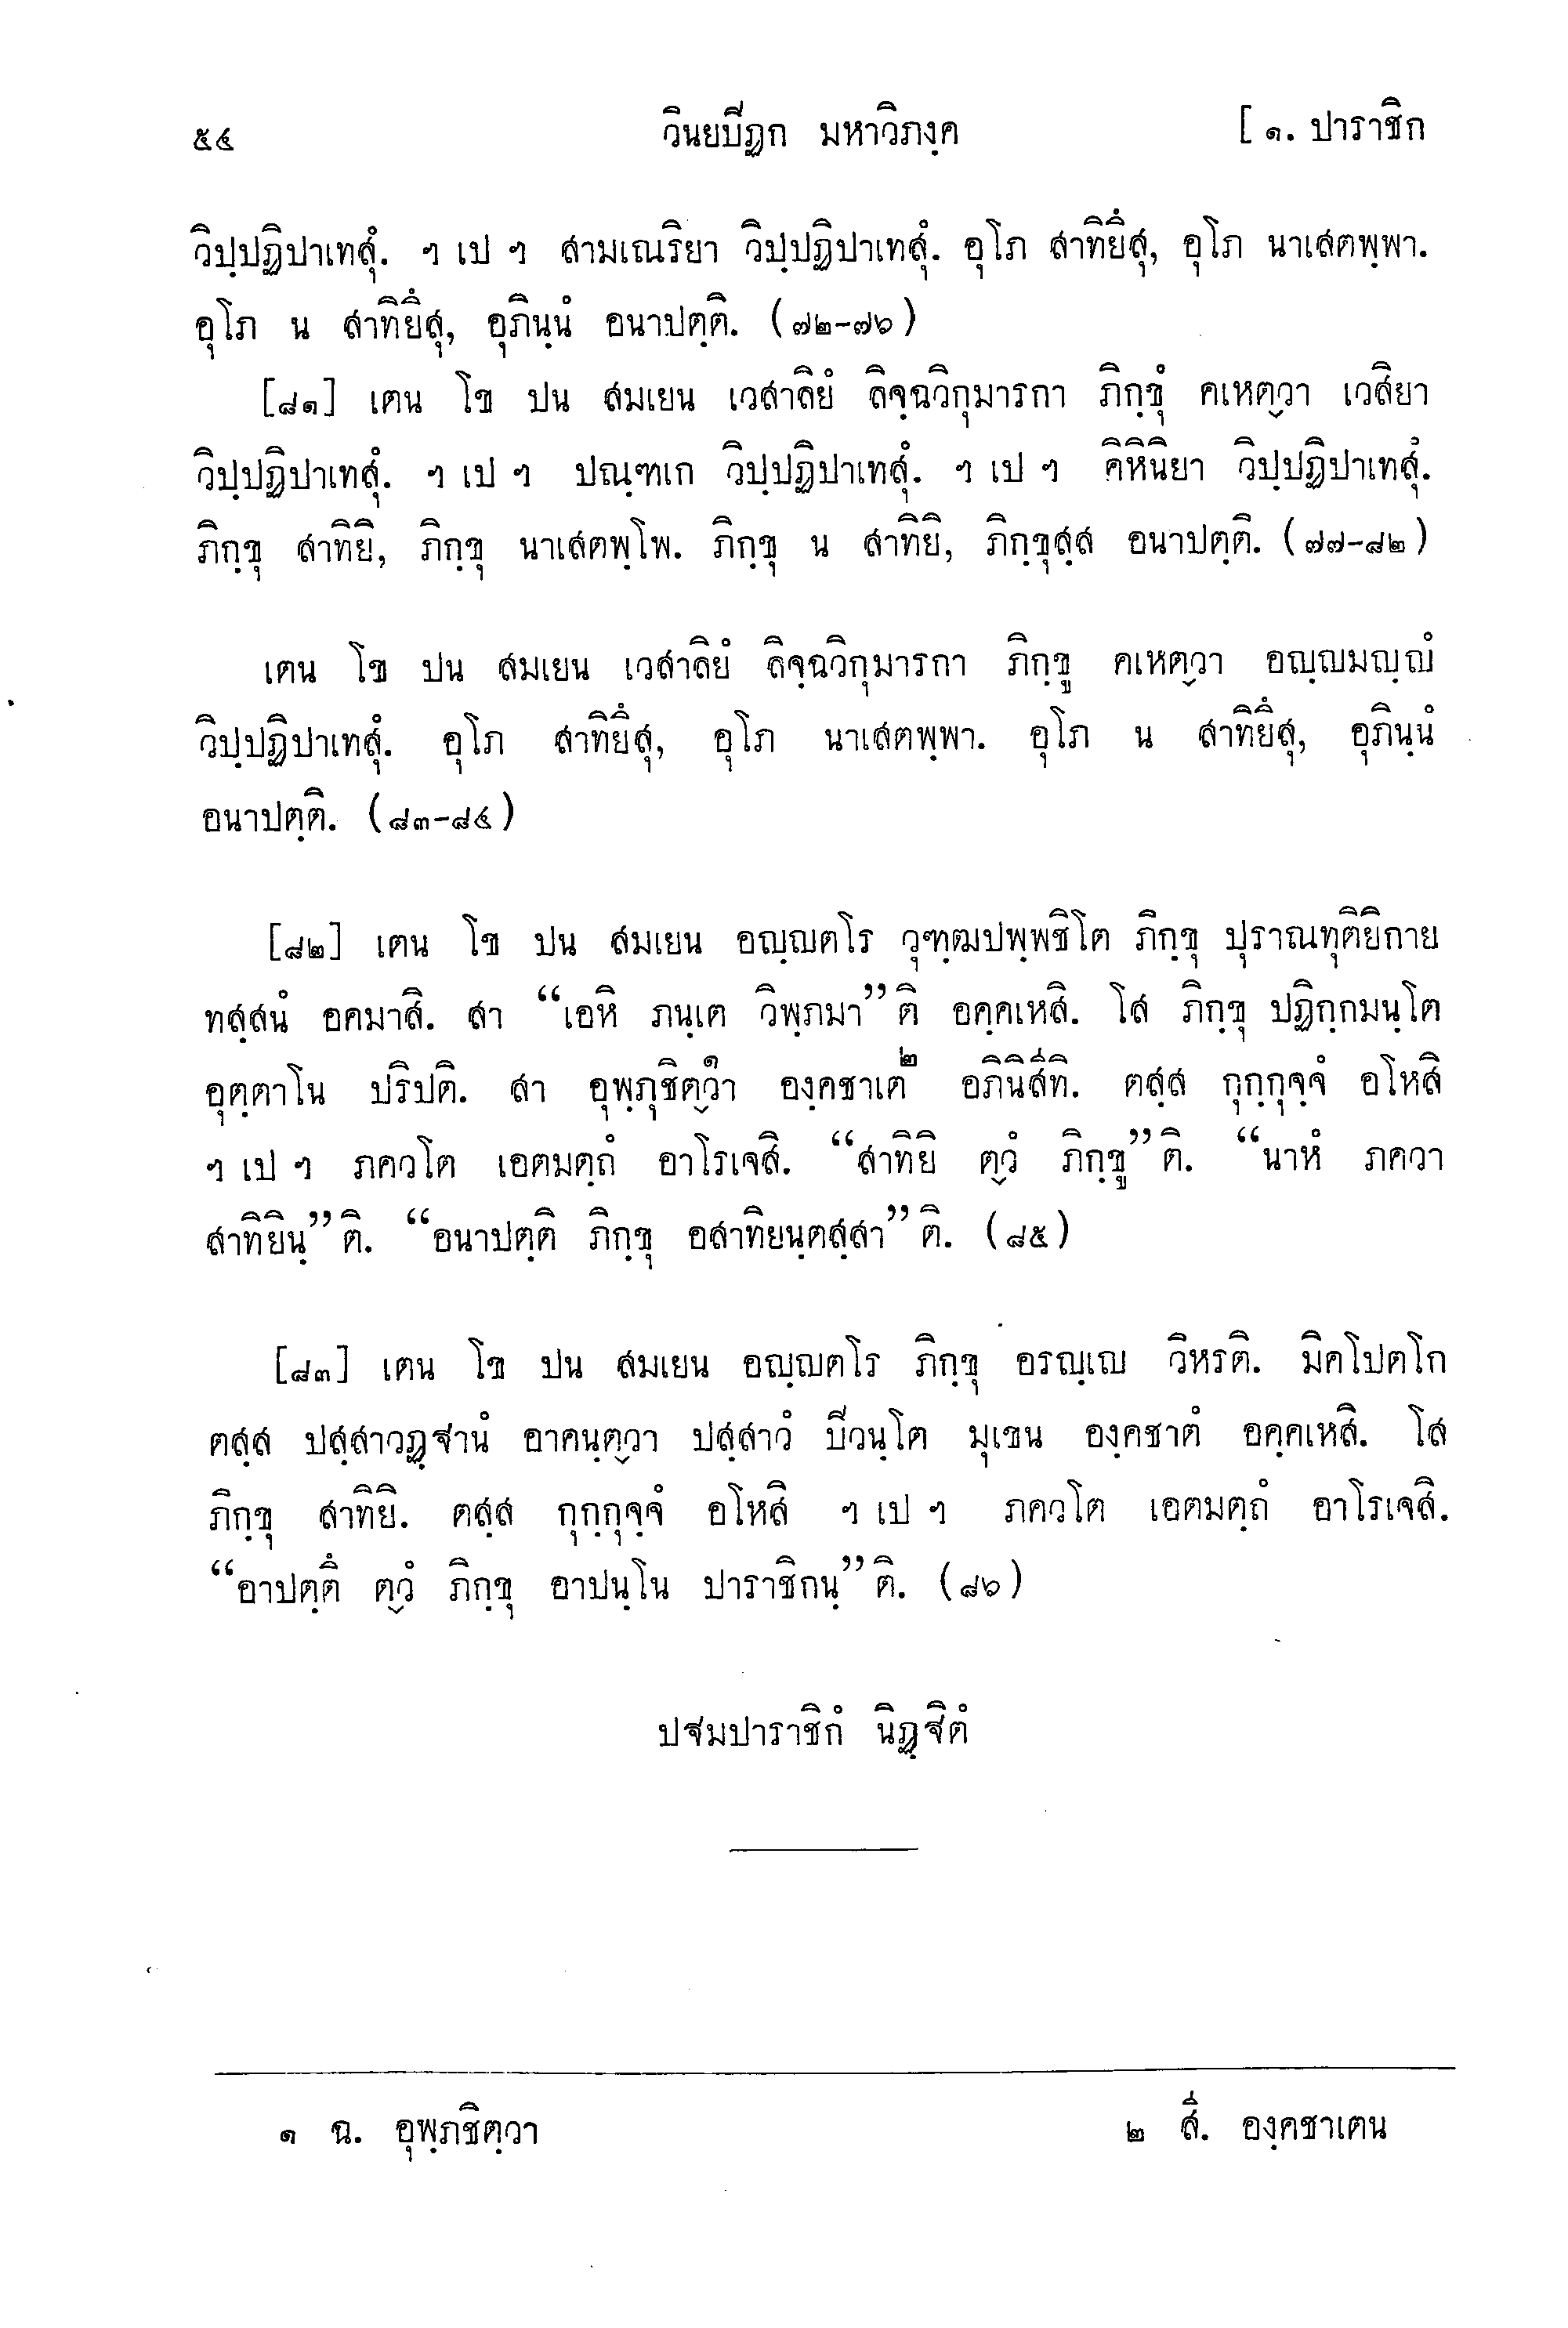 ๕๔ วินยปีฏก มหาวิภงฺค [ ๑. ปาราชิก
วิปฺปฏิปาเทสุํ. ฯ เป ฯ สามเณริยา วิปฺปฏิปาเทสุํ. อุโภ สาทิยึสุ, อุโภ นาเสตพฺพา.
อุโภ น สาทิยึสุ, อุภินฺนํ อนาปตฺติ. (๗๒-๗๖)
[๘๑] เตน โข ปน สมเยน เวสาลิยํ ลิจฺฉวิกุมารกา ภิกฺขุํ คเหตฺวา เวสิยา
วิปฺปฏิปาเทสุํ. ฯ เป ฯ ปณฺฑเก วิปฺปฏิปาเทสุํ. ฯ เป ฯ คิหินิยา วิปฺปฏิปาเทสุํ.
ภิกฺขุ สาทิยิ, ภิกฺขุ นาเสตพฺโพ. ภิกฺขุ น สาทิยิ, ภิกฺขุสฺส อนาปตฺติ. (๗๗-๘๒)
เตน โข ปน สมเยน เวสาลิยํ ลิจฺฉวิกุมารกา ภิกฺขู คเหตฺวา อญฺญมญฺญํ
วิปฺปฏิปาเทสุํ. อุโภ สาทิยึสุ, อุโภ นาเสตพฺพา. อุโภ น สาทิยึสุ, อุภินฺนํ
อนาปตฺติ. (๘๓-๘๔)
[๘๒] เตน โข ปน สมเยน อญฺญตโร วุฑฺฒปพฺพชิโต ภิกฺขุ ปุราณทุติยิกาย
ทสฺสนํ อคมาสิ. สา “เอหิ ภนฺเต วิพฺภมา”ติ อคฺคเหสิ. โส ภิกฺขุ ปฏิกฺกมนฺโต
อุตฺตาโน ปริปติ. สา อุพฺภุชิตฺวา๑ องฺคชาเต๒ อภินิสีทิ. ตสฺส กุกฺกุจฺจํ อโหสิ
ฯ เป ฯ ภควโต เอตมตฺถํ อาโรเจสิ. “สาทิยิ ตฺวํ ภิกฺขู”ติ. “นาหํ ภควา
สาทิยินฺ”ติ. “อนาปตฺติ ภิกฺขุ อสาทิยนฺตสฺสา”ติ. (๘๕)
[๘๓] เตน โข ปน สมเยน อญฺญตโร ภิกฺขุ อรญฺเญ วิหรติ. มิคโปตโก
ตสฺส ปสฺสาวฏฺฐานํ อาคนฺตฺวา ปสฺสาวํ ปิวนฺโต มุเขน องฺคชาตํ อคฺคเหสิ. โส
ภิกฺขุ สาทิยิ. ตสฺส กุกฺกุจฺจํ อโหสิ ฯ เป ฯ ภควโต เอตมตฺถํ อาโรเจสิ.
“อาปตฺตึ ตฺวํ ภิกฺขุ อาปนฺโน ปาราชิกนฺ”ติ. (๘๖)
ปฐมปาราชิกํ นิฏฺฐิตํ
๑ ฉ. อุพฺภชิตฺวา ๒ สี. องฺคชาเตน